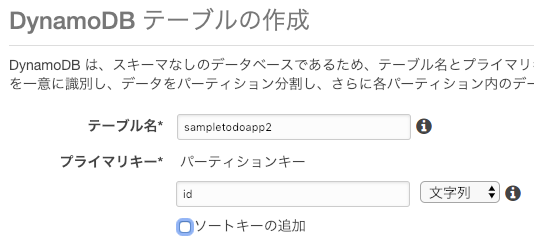 DynamoDB テーブルの作成
DynamoDB は、スキーマなしのデータベースであるため、テーブル名とプライマリ
を一意に識別し、データをパーティション分割し、さらに各パーティション内のデー
テーブル名* sampletodoapp2
プライマリキー* パーティションキー
id 文字列
ソートキーの追加